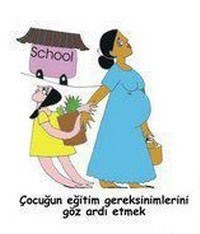 School
Çocuğun eğitim gereksinimlerini
göz ardı etmek